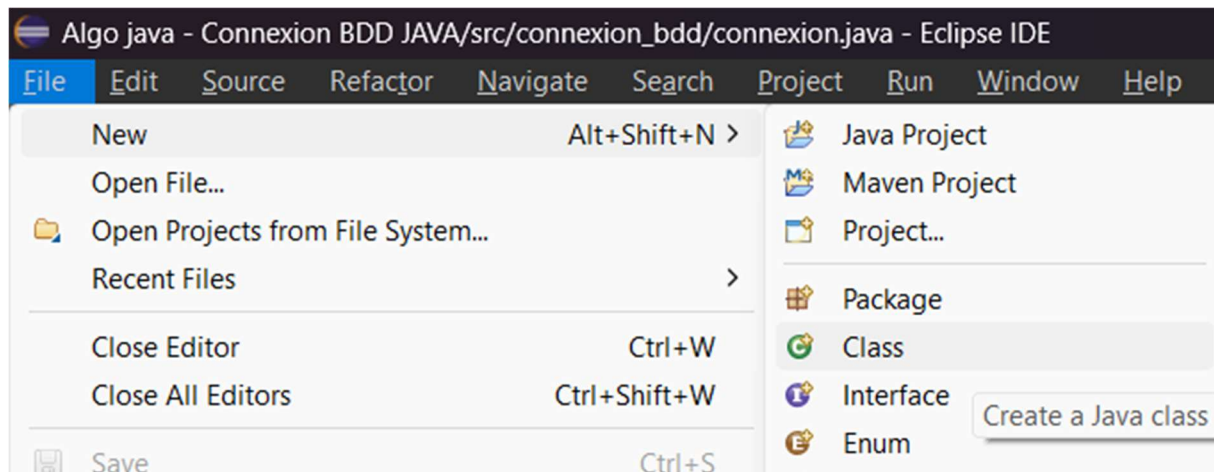 Algo java - Connexion BDD JAVA/src/connexion_bdd/connexion.java - Eclipse IDE
File Edit Source Refactor Navigate Search Project Run Window Help
New Alt+Shift+N >
Open File...
Open Projects from File System...
Recent Files >
Close Editor Ctrl+W
Close All Editors Ctrl+Shift+W
Save Ctrl+S
Java Project
Maven Project
Project...
Package
Class
Interface
Enum
Create a Java class